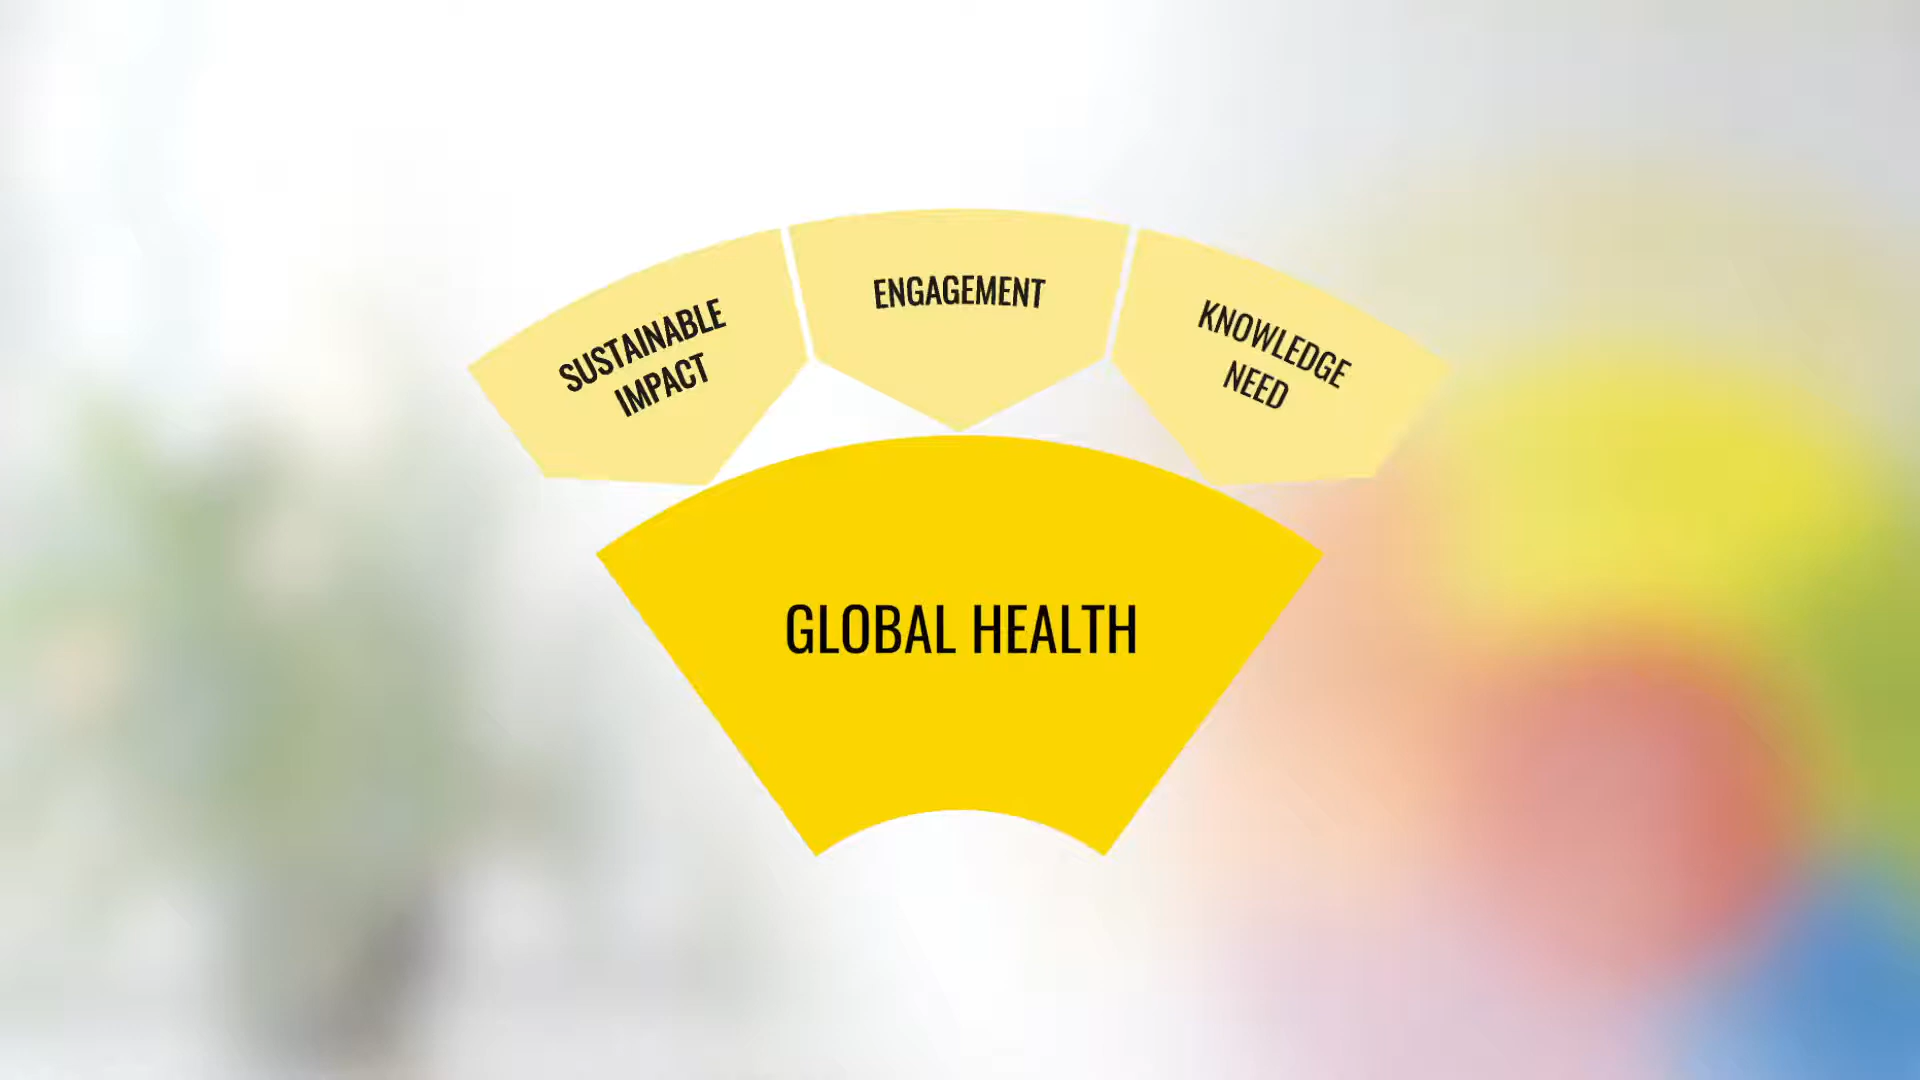 SUSTAINABLE
IMPACT
ENGAGEMENT
KNOWLEDGE
NEED
GLOBAL HEALTH